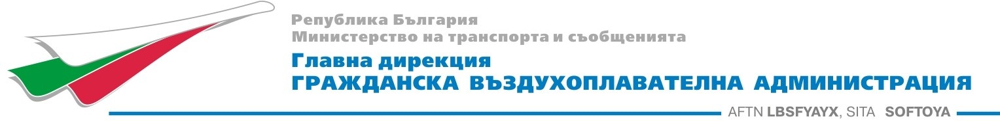 Република България
Министерство на транспорта и съобщенията
Главна дирекция
ГРАЖДАНСКА ВЪЗДУХОПЛАВАТЕЛНА АДМИНИСТРАЦИЯ
AFTN LBSFYAYX, SITA SOFTOYA